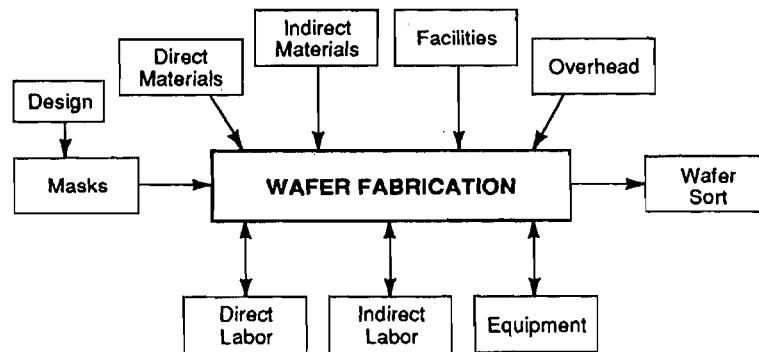 Indirect
Materials
Facilities
Direct
Materials
Overhead
Design
Masks
WAFER FABRICATION
Wafer
Sort
Direct
Labor
Indirect
Labor
Equipment